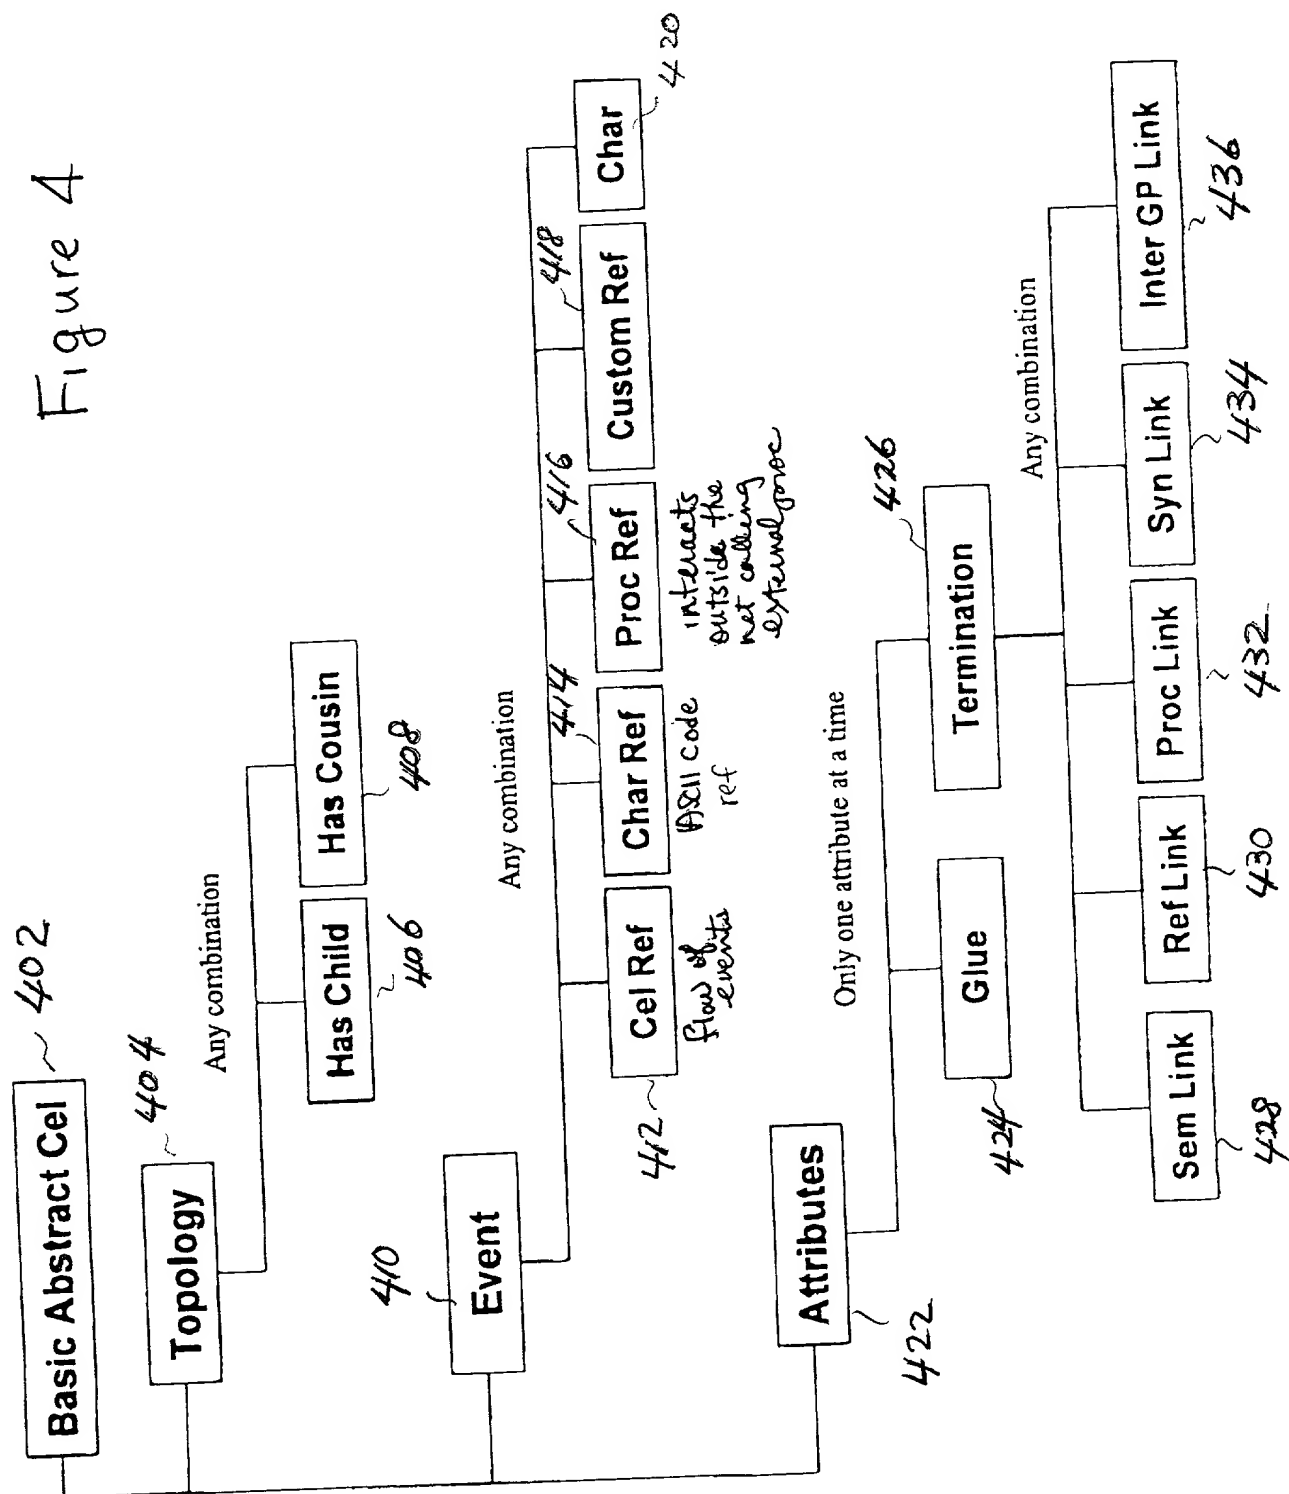 Figure 4
Basic Abstract Cel
402
Topology
404
Any combination
Has Child
406
Has Cousin
408
Event
410
Any combination
Cel Ref
412
flow of
events
Char Ref
414
ASCII code
ref
Proc Ref
416
interacts
outside the
net calling
external proc
Custom Ref
418
Char
420
Attributes
422
Only one attribute at a time
Glue
424
Termination
426
Any combination
Sem Link
428
Ref Link
430
Proc Link
432
Syn Link
434
Inter GP Link
436